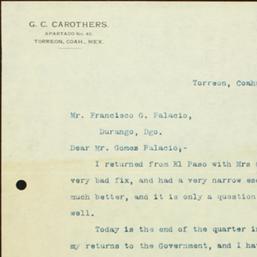 G. C. CAROTHERS.
APARTADO No. 40.
TORREON, COAH., MEX.
Torreon, Coah
Mr. Francisco G. Palacio,
Durango, Dgo.
Dear Mr. Gomez Palacio,-
I returned from El Paso with Mrs
very bad fix, and had a very narrow es
much better, and it is only a question
well.
Today is the end of the quarter i
my returns to the Government, and I ha